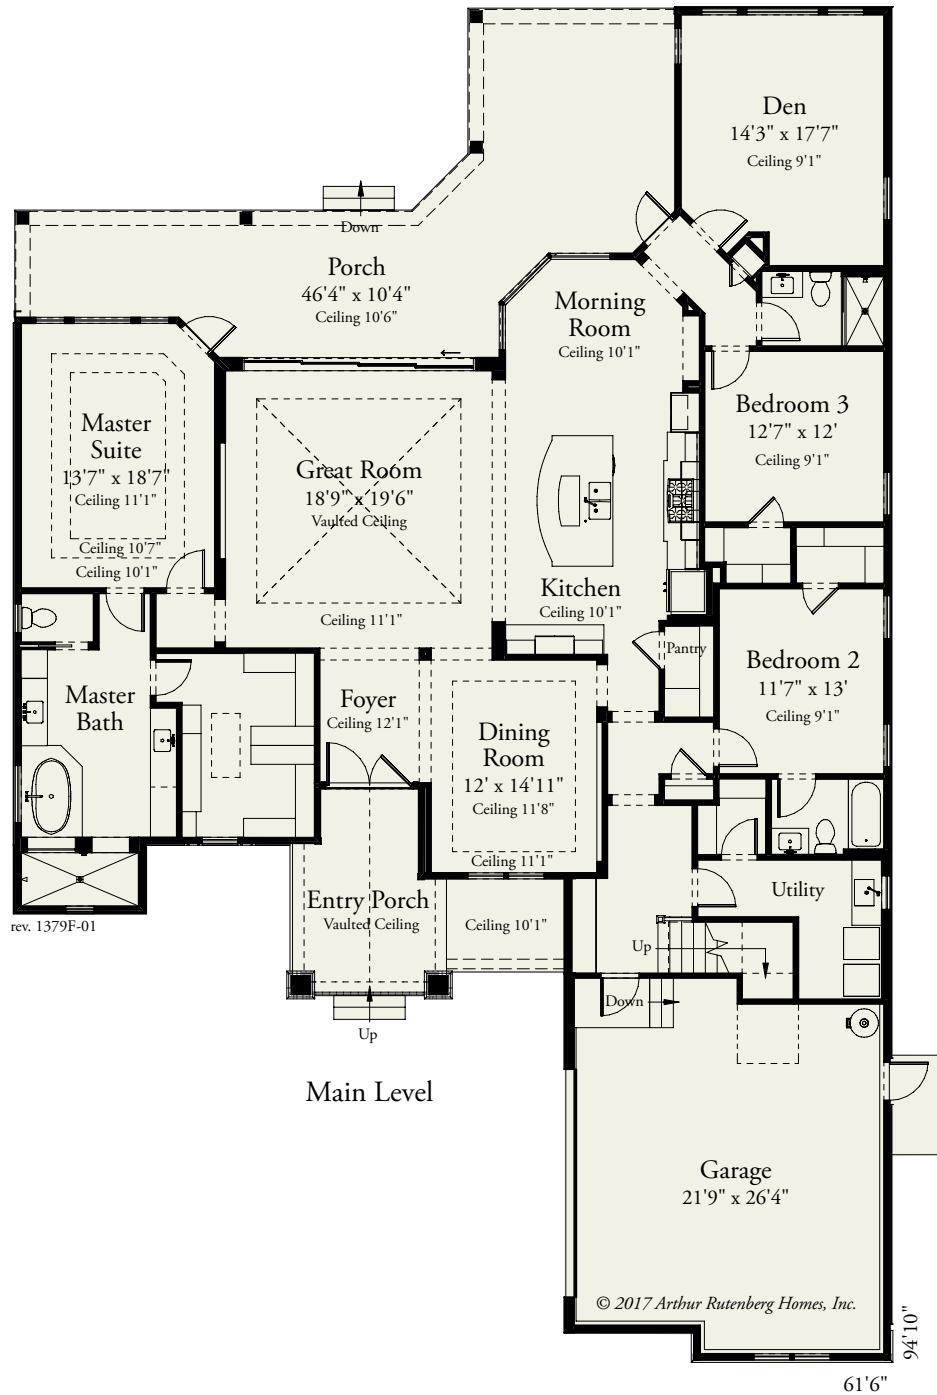 Den
14'3" x 17'7"
Ceiling 9'1"
Down
Porch
46'4" x 10'4"
Ceiling 10'6"
Morning
Room
Ceiling 10'1"
Master
Suite
13'7" x 18'7"
Ceiling 11'1"
Ceiling 10'7"
Ceiling 10'1"
Great Room
18'9" x 19'6"
Vaulted Ceiling
Ceiling 11'1"
Bedroom 3
12'7" x 12'
Ceiling 9'1"
Kitchen
Ceiling 10'1"
Pantry
Bedroom 2
11'7" x 13'
Ceiling 9'1"
Master
Bath
Foyer
Ceiling 12'1"
Dining
Room
12' x 14'11"
Ceiling 11'8"
Ceiling 11'1"
Entry Porch
Vaulted Ceiling
Ceiling 10'1"
Utility
rev. 1379F-01
Up
Down
Up
Main Level
Garage
21'9" x 26'4"
© 2017 Arthur Rutenberg Homes, Inc.
94'10"
61'6"